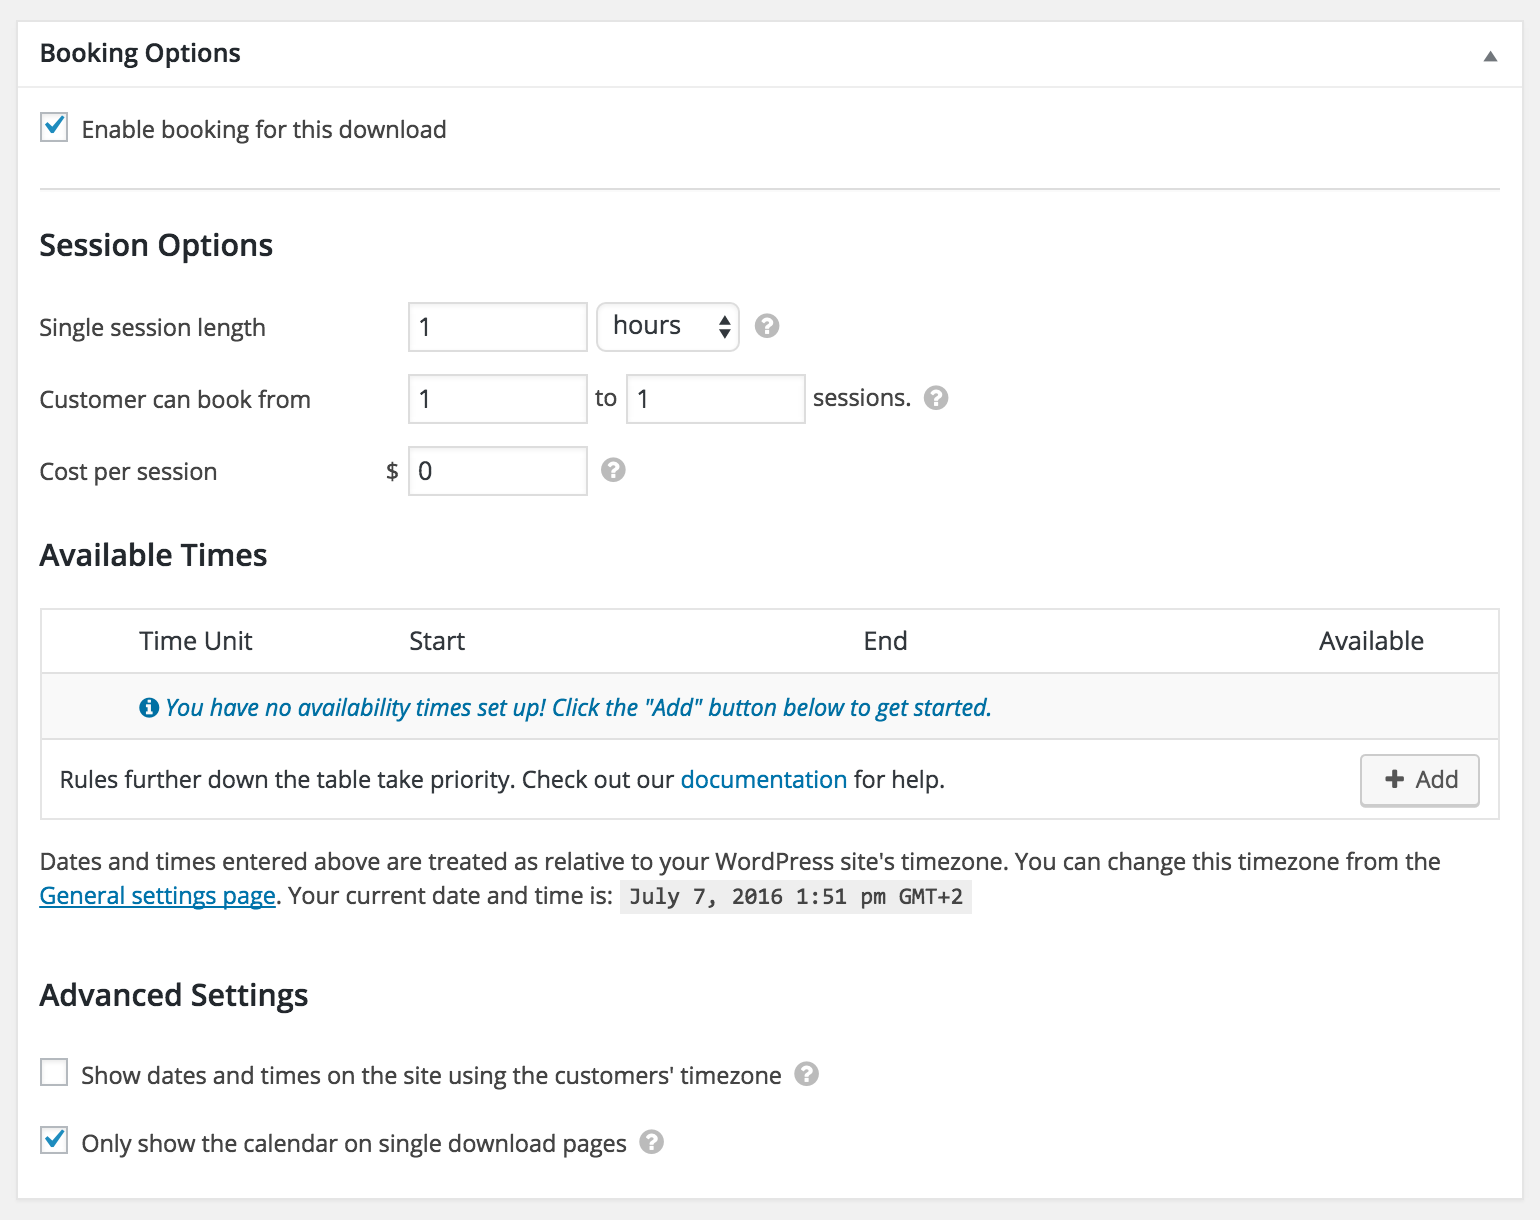 Booking Options
Enable booking for this download
Session Options
Single session length 1 hours ?
Customer can book from 1 to 1 sessions. ?
Cost per session $ 0 ?
Available Times
Time Unit Start End Available
You have no availability times set up! Click the "Add" button below to get started.
Rules further down the table take priority. Check out our documentation for help. + Add
Dates and times entered above are treated as relative to your WordPress site's timezone. You can change this timezone from the
General settings page. Your current date and time is: July 7, 2016 1:51 pm GMT+2
Advanced Settings
Show dates and times on the site using the customers' timezone ?
Only show the calendar on single download pages ?